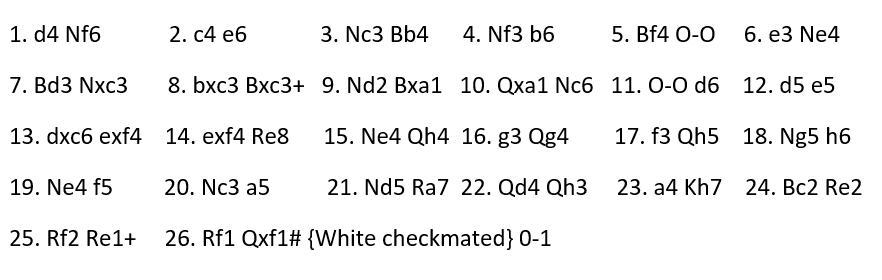 1. d4 Nf6 2. c4 e6 3. Nc3 Bb4 4. Nf3 b6 5. Bf4 O-O 6. e3 Ne4
7. Bd3 Nxc3 8. bxc3 Bxc3+ 9. Nd2 Bxa1 10. Qxa1 Nc6 11. O-O d6 12. d5 e5
13. dxc6 exf4 14. exf4 Re8 15. Ne4 Qh4 16. g3 Qg4 17. f3 Qh5 18. Ng5 h6
19. Ne4 f5 20. Nc3 a5 21. Nd5 Ra7 22. Qd4 Qh3 23. a4 Kh7 24. Bc2 Re2
25. Rf2 Re1+ 26. Rf1 Qxf1# {White checkmated} 0-1